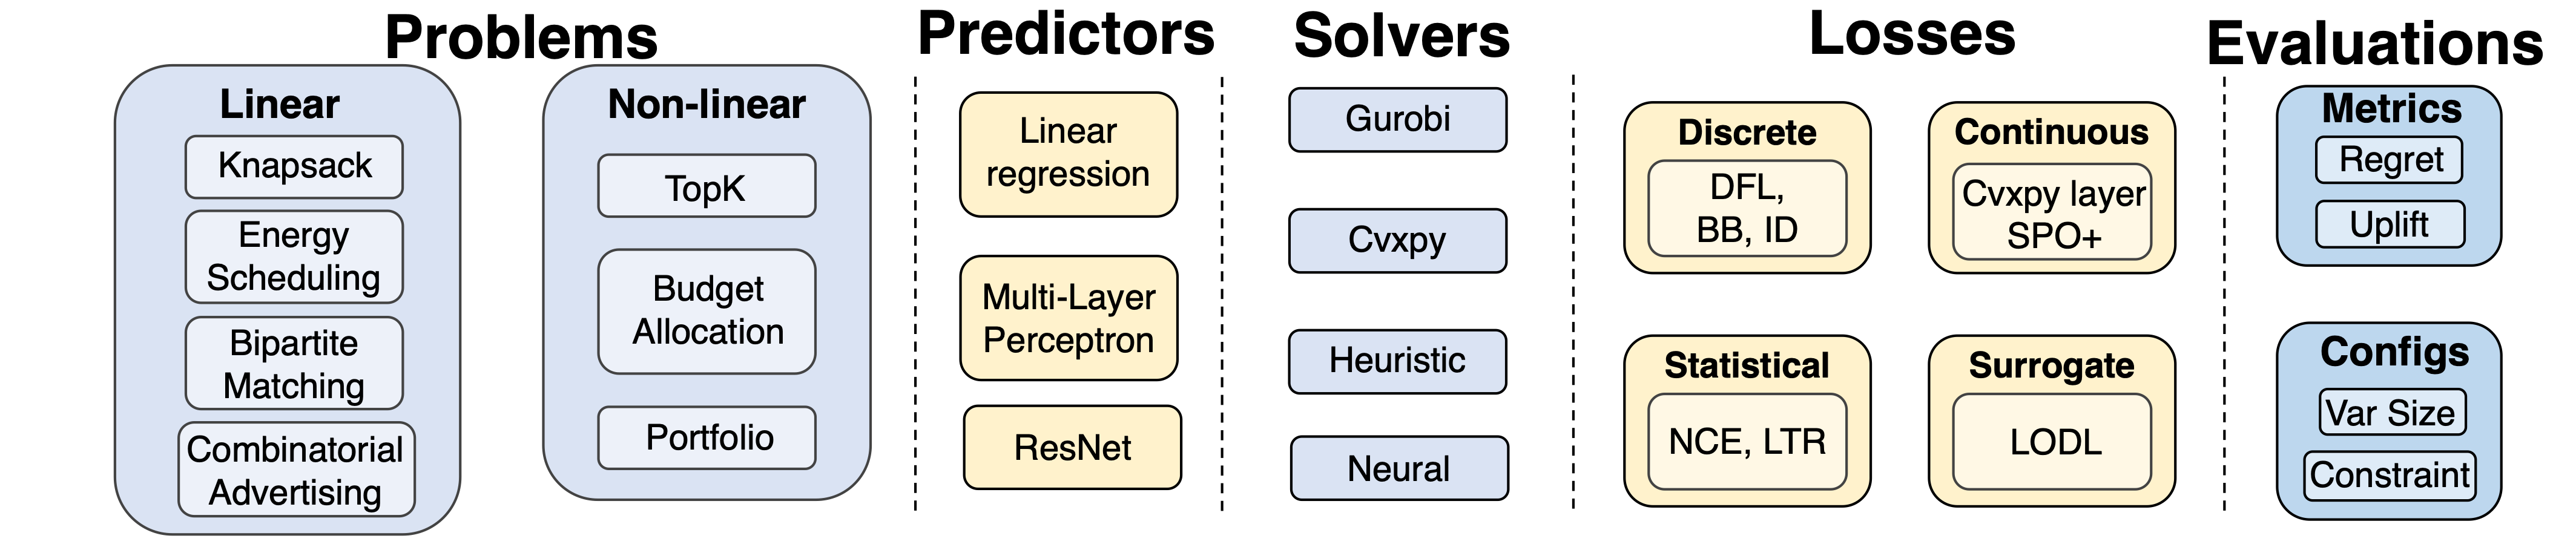 Problems
Linear
Knapsack
Energy
Scheduling
Bipartite
Matching
Combinatorial
Advertising
Non-linear
TopK
Budget
Allocation
Portfolio
Predictors
Linear
regression
Multi-Layer
Perceptron
ResNet
Solvers
Gurobi
Cvxpy
Heuristic
Neural
Losses
Discrete
DFL,
BB, ID
Continuous
Cvxpy layer
SPO+
Statistical
NCE, LTR
Surrogate
LODL
Evaluations
Metrics
Regret
Uplift
Configs
Var Size
Constraint